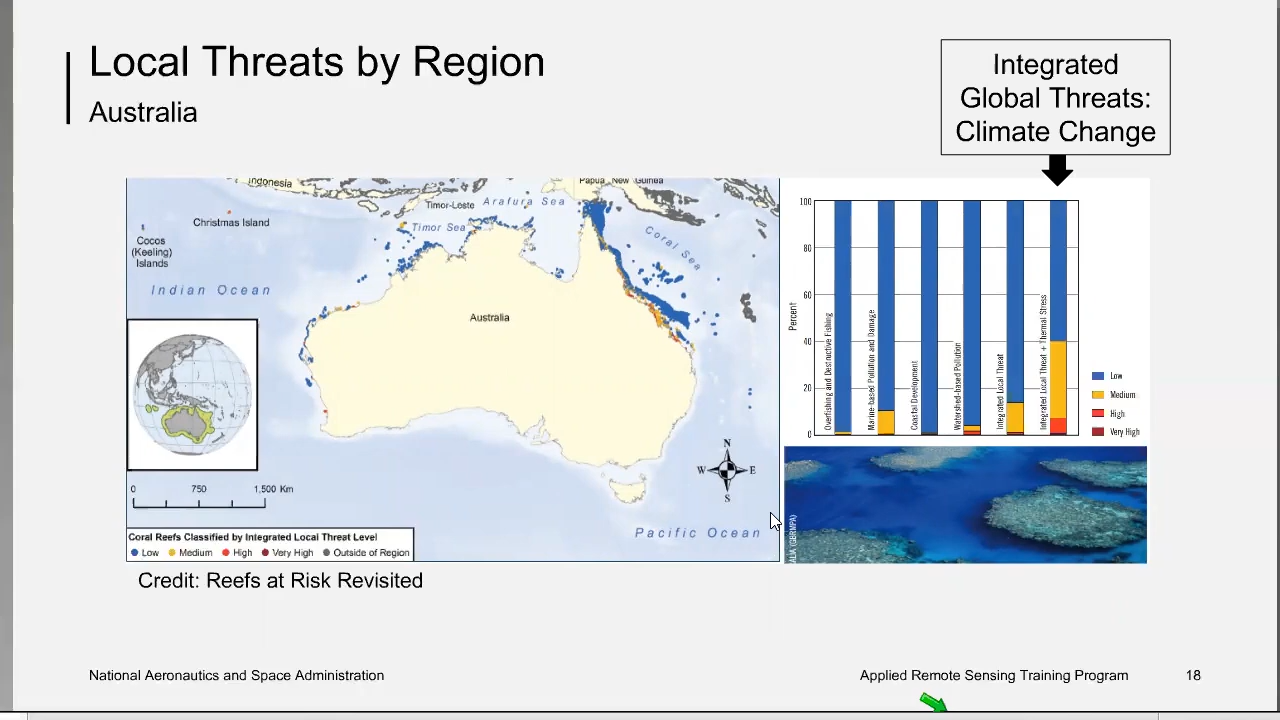 Local Threats by Region
Australia
Integrated
Global Threats:
Climate Change
Indonesia
Papua New Guinea
Timor-Leste
Arafura Sea
Christmas Island
Timor Sea
Coral Sea
Cocos
(Keeling)
Islands
Indian Ocean
Australia
N
W
E
S
0 750 1,500 Km
Pacific Ocean
Coral Reefs Classified by Integrated Local Threat Level
Low Medium High Very High Outside of Region
Percent
100
80
60
40
20
0
Overfishing and Destructive Fishing
Marine-based Pollution and Damage
Coastal Development
Watershed-based Pollution
Integrated Local Threat
Integrated Local Threat + Thermal Stress
Low
Medium
High
Very High
(GBRMPA)
Credit: Reefs at Risk Revisited
National Aeronautics and Space Administration
Applied Remote Sensing Training Program
18